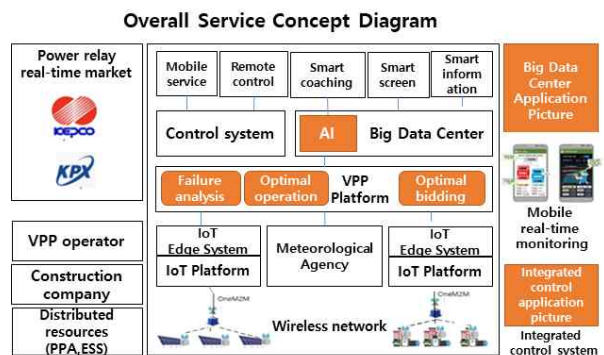 Overall Service Concept Diagram
Power relay
real-time market
KEPCO
KPX
VPP operator
Construction
company
Distributed
resources
(PPA,ESS)
Mobile
service
Remote
control
Smart
coaching
Smart
screen
Smart
inform
ation
Control system
AI
Big Data Center
Failure
analysis
Optimal
operation
VPP
Platform
Optimal
bidding
IoT
Edge System
IoT Platform
Meteorological
Agency
IoT
Edge System
IoT Platform
OneM2M
OneM2M
Wireless network
Big Data
Center
Application
Picture
Mobile
real-time
monitoring
Integrated
control
application
picture
Integrated
control system